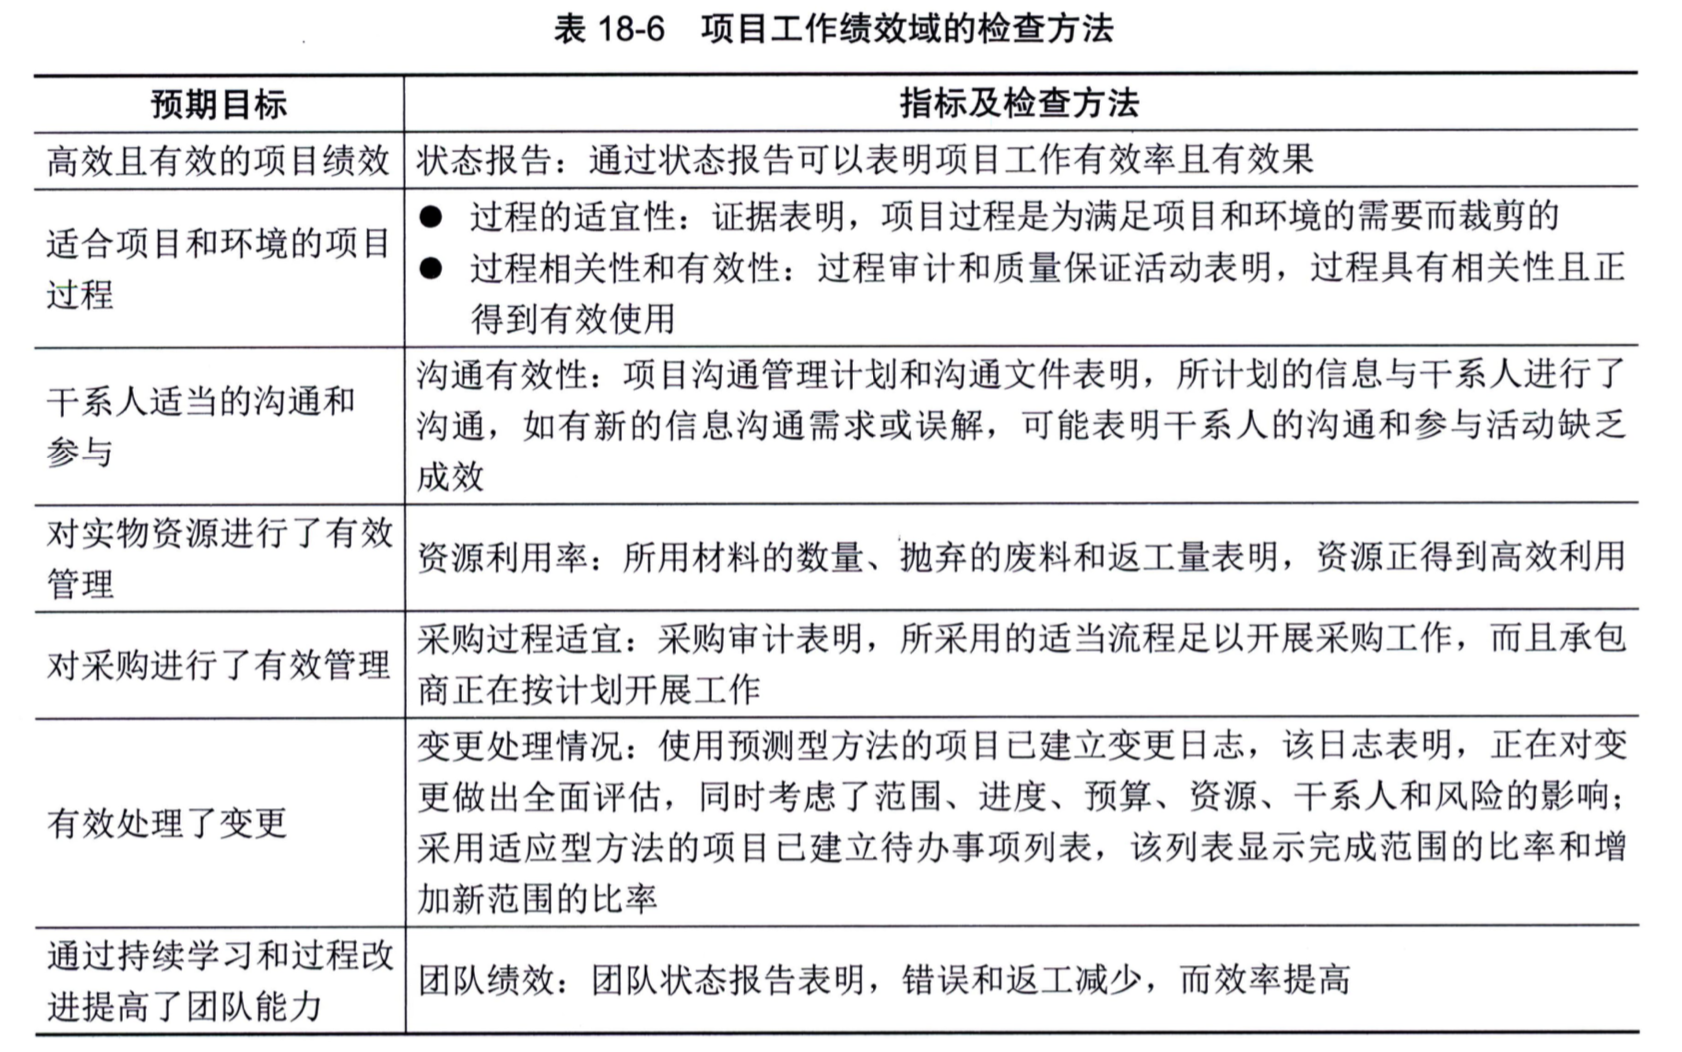 表 18-6 项目工作绩效域的检查方法
预期目标 指标及检查方法
高效且有效的项目绩效 状态报告：通过状态报告可以表明项目工作有效率且有效果
适合项目和环境的项目
过程
● 过程的适宜性：证据表明，项目过程是为满足项目和环境的需要而裁剪的
● 过程相关性和有效性：过程审计和质量保证活动表明，过程具有相关性且正
得到有效使用
干系人适当的沟通和
参与
沟通有效性：项目沟通管理计划和沟通文件表明，所计划的信息与干系人进行了
沟通，如有新的信息沟通需求或误解，可能表明干系人的沟通和参与活动缺乏
成效
对实物资源进行了有效
管理
资源利用率：所用材料的数量、抛弃的废料和返工量表明，资源正得到高效利用
对采购进行了有效管理
采购过程适宜：采购审计表明，所采用的适当流程足以开展采购工作，而且承包
商正在按计划开展工作
有效处理了变更
变更处理情况：使用预测型方法的项目已建立变更日志，该日志表明，正在对变
更做出全面评估，同时考虑了范围、进度、预算、资源、干系人和风险的影响；
采用适应型方法的项目已建立待办事项列表，该列表显示完成范围的比率和增
加新范围的比率
通过持续学习和过程改
进提高了团队能力
团队绩效：团队状态报告表明，错误和返工减少，而效率提高